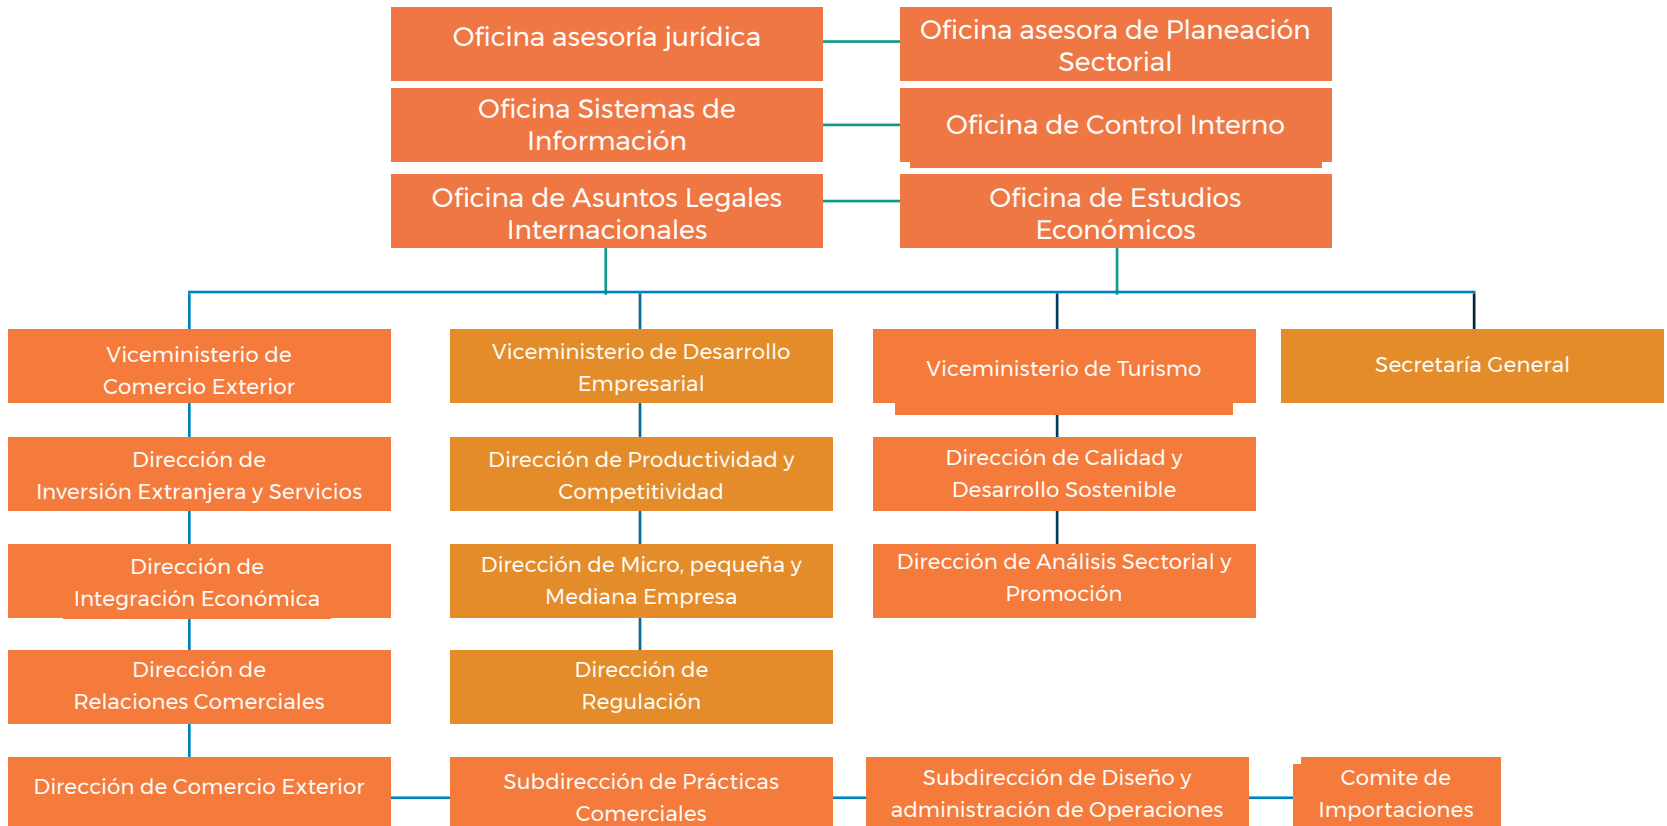 Oficina asesoría jurídica
Oficina asesora de Planeación
Sectorial
Oficina Sistemas de
Información
Oficina de Control Interno
Oficina de Asuntos Legales
Internacionales
Oficina de Estudios
Económicos
Viceministerio de
Comercio Exterior
Viceministerio de Desarrollo
Empresarial
Viceministerio de Turismo
Secretaría General
Dirección de
Inversión Extranjera y Servicios
Dirección de Productividad y
Competitividad
Dirección de Calidad y
Desarrollo Sostenible
Dirección de
Integración Económica
Dirección de Micro, pequeña y
Mediana Empresa
Dirección de Análisis Sectorial y
Promoción
Dirección de
Relaciones Comerciales
Dirección de
Regulación
Dirección de Comercio Exterior
Subdirección de Prácticas
Comerciales
Subdirección de Diseño y
administración de Operaciones
Comite de
Importaciones